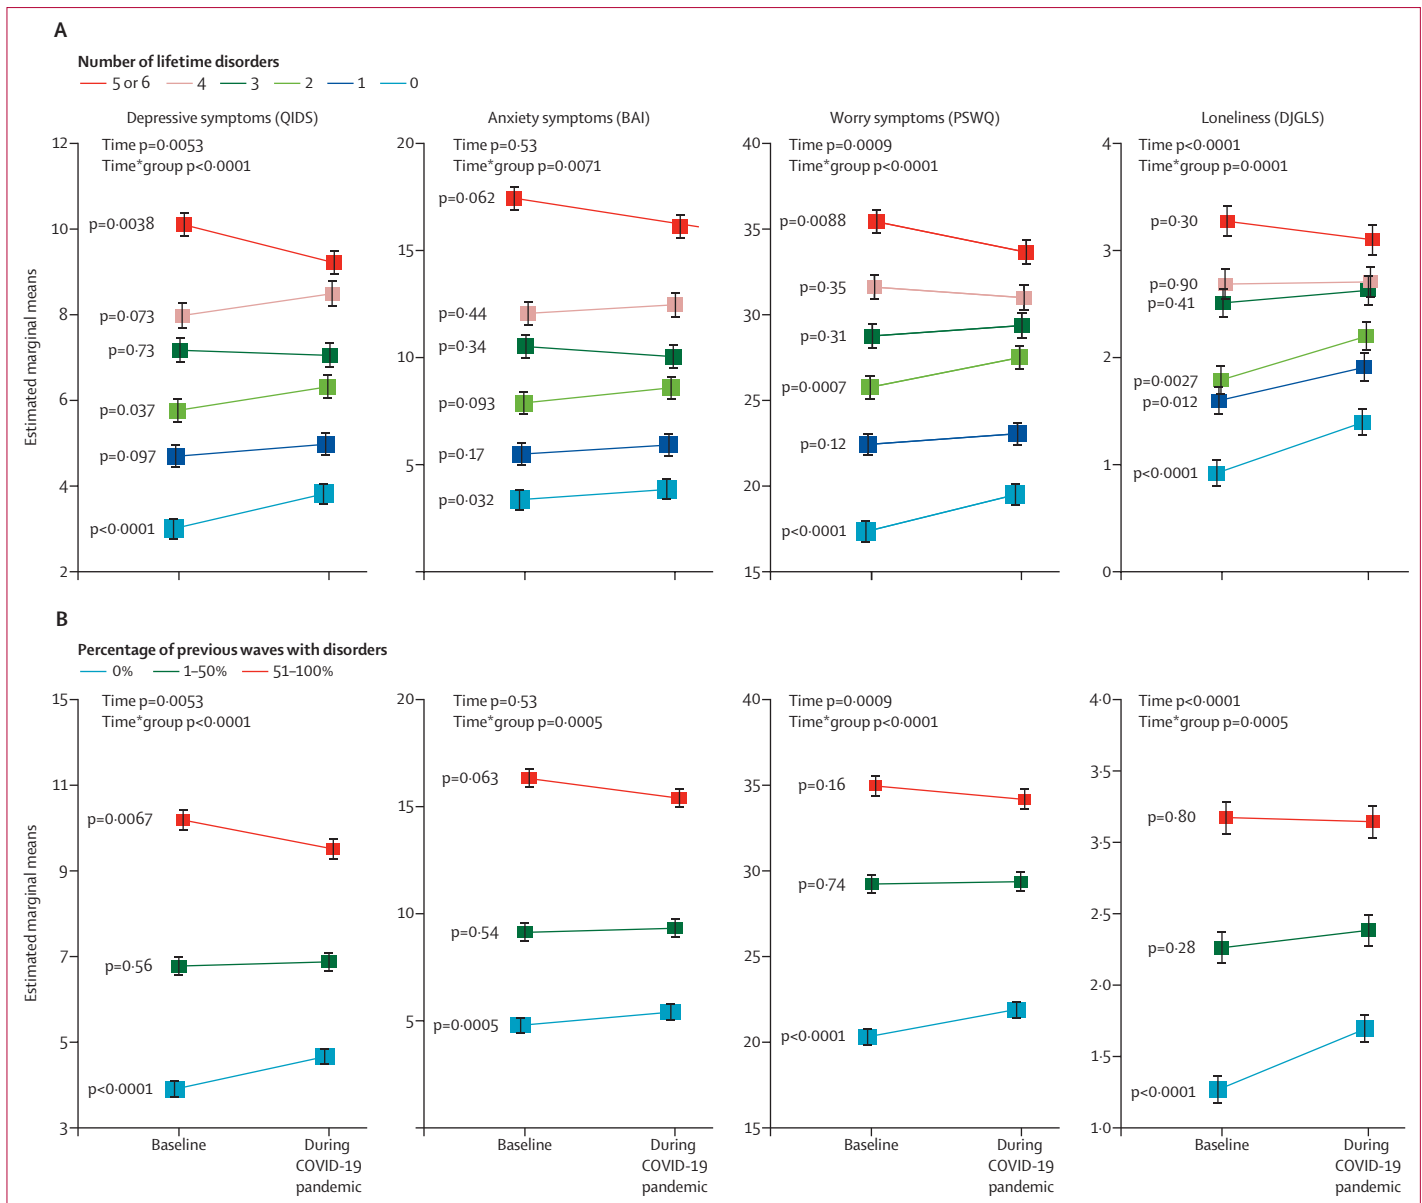 A
Number of lifetime disorders
5 or 6 4 3 2 1 0
Depressive symptoms (QIDS)
Time p=0·0053
Time*group p<0·0001
Estimated marginal means
12
10
8
6
4
2
p=0·0038
p=0·073
p=0·73
p=0·037
p=0·097
p<0·0001
Anxiety symptoms (BAI)
Time p=0·53
Time*group p=0·0071
20
15
10
5
p=0·062
p=0·44
p=0·34
p=0·093
p=0·17
p=0·032
Worry symptoms (PSWQ)
Time p=0·0009
Time*group p<0·0001
40
35
30
25
20
15
p=0·0088
p=0·35
p=0·31
p=0·0007
p=0·12
p<0·0001
Loneliness (DJGLS)
Time p<0·0001
Time*group p=0·0001
4
3
2
1
0
p=0·30
p=0·90
p=0·41
p=0·0027
p=0·012
p<0·0001
B
Percentage of previous waves with disorders
0% 1–50% 51–100%
Time p=0·0053
Time*group p<0·0001
Estimated marginal means
15
11
9
7
5
3
p=0·0067
p=0·56
p<0·0001
Baseline
During
COVID-19
pandemic
Time p=0·53
Time*group p=0·0005
20
15
10
5
p=0·063
p=0·54
p=0·0005
Baseline
During
COVID-19
pandemic
Time p=0·0009
Time*group p<0·0001
40
35
30
25
20
15
p=0·16
p=0·74
p<0·0001
Baseline
During
COVID-19
pandemic
Time p<0·0001
Time*group p=0·0005
4·0
3·5
3·5
2·5
2·0
1·5
1·0
p=0·80
p=0·28
p<0·0001
Baseline
During
COVID-19
pandemic